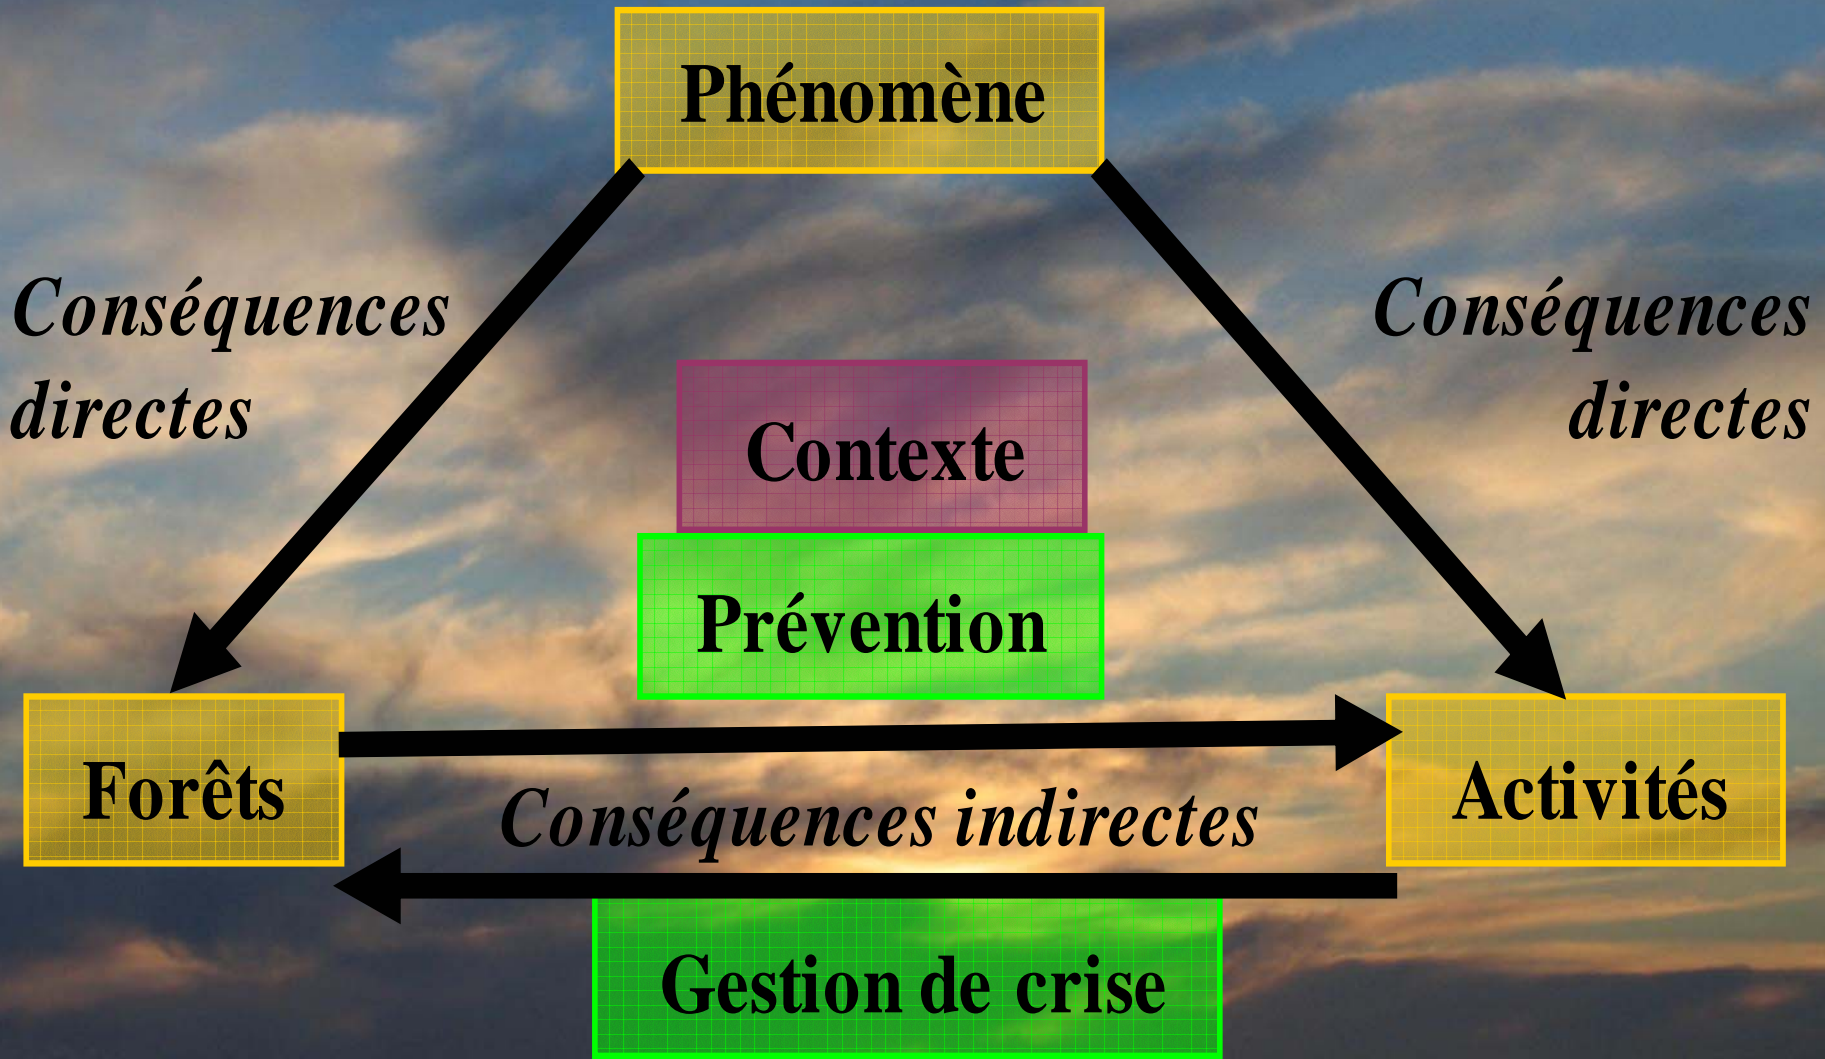 Phénomène
Conséquences
directes
Conséquences
directes
Contexte
Prévention
Forêts
Activités
Conséquences indirectes
Gestion de crise